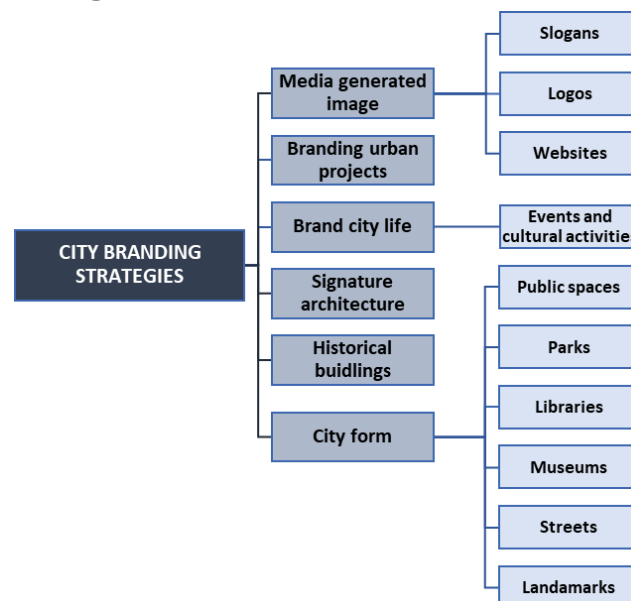 CITY BRANDING
STRATEGIES
Media generated
image
Slogans
Logos
Websites
Branding urban
projects
Brand city life
Events and
cultural activities
Signature
architecture
Historical
buidlings
City form
Public spaces
Parks
Libraries
Museums
Streets
Landamarks